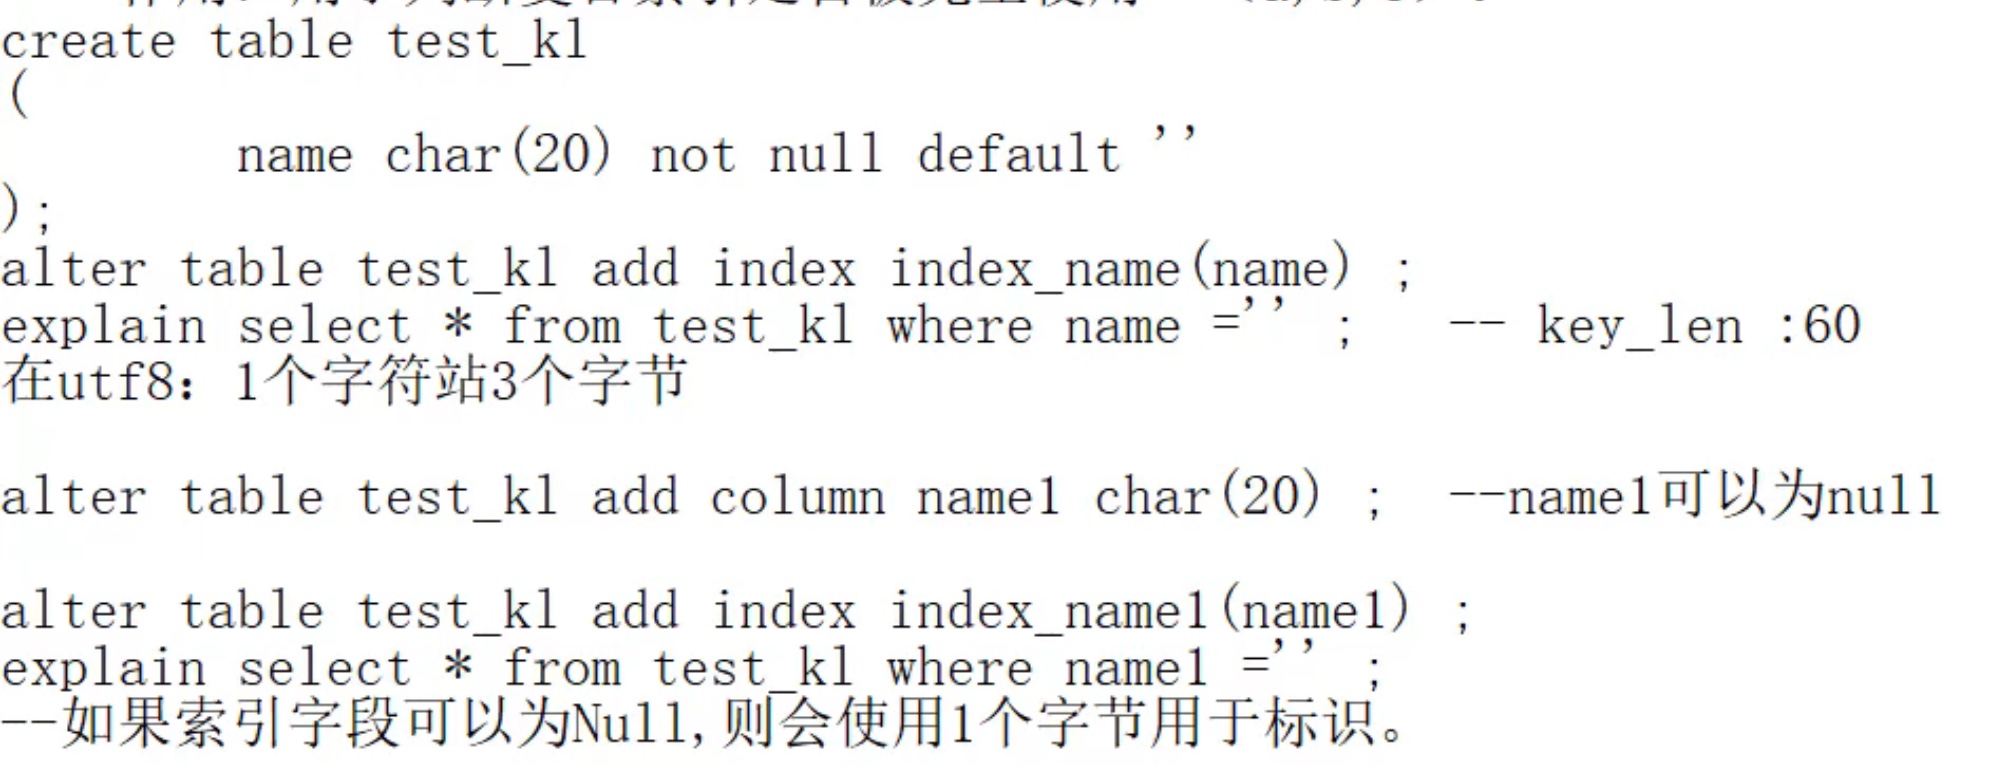 create table test_kl
(
name char(20) not null default ''
);
alter table test_kl add index index_name(name) ;
explain select * from test_kl where name ='' ; -- key_len :60
在utf8：1个字符站3个字节
alter table test_kl add column name1 char(20) ; --name1可以为null
alter table test_kl add index index_name1(name1) ;
explain select * from test_kl where name1 ='' ;
--如果索引字段可以为Null,则会使用1个字节用于标识。